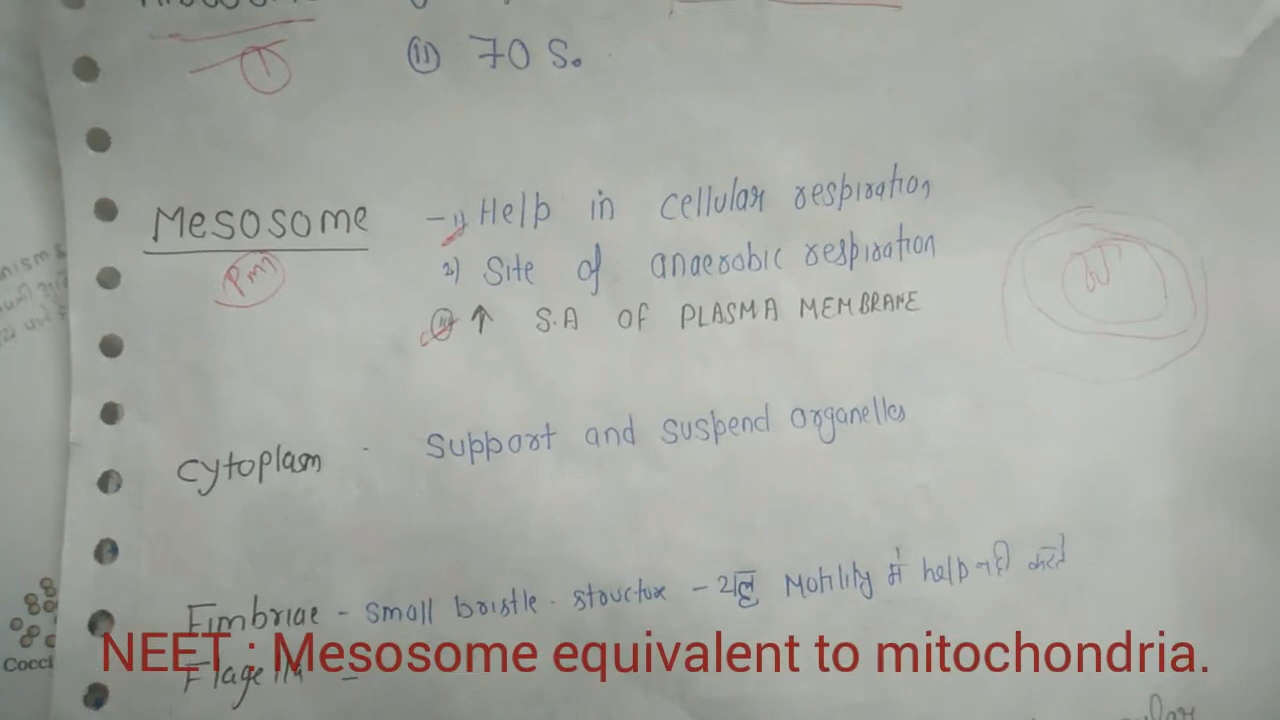 (ii) 70 S.
Mesosome - 1) Help in cellular respiration
Pm
2) Site of anaerobic respiration
(iii) ↑ S.A OF PLASMA MEMBRANE
Cytoplasm - Support and suspend organelles
Fimbriae - small bristle. structure - यह Motility में help नही करते
Flagella -
NEET : Mesosome equivalent to mitochondria.
Cocci